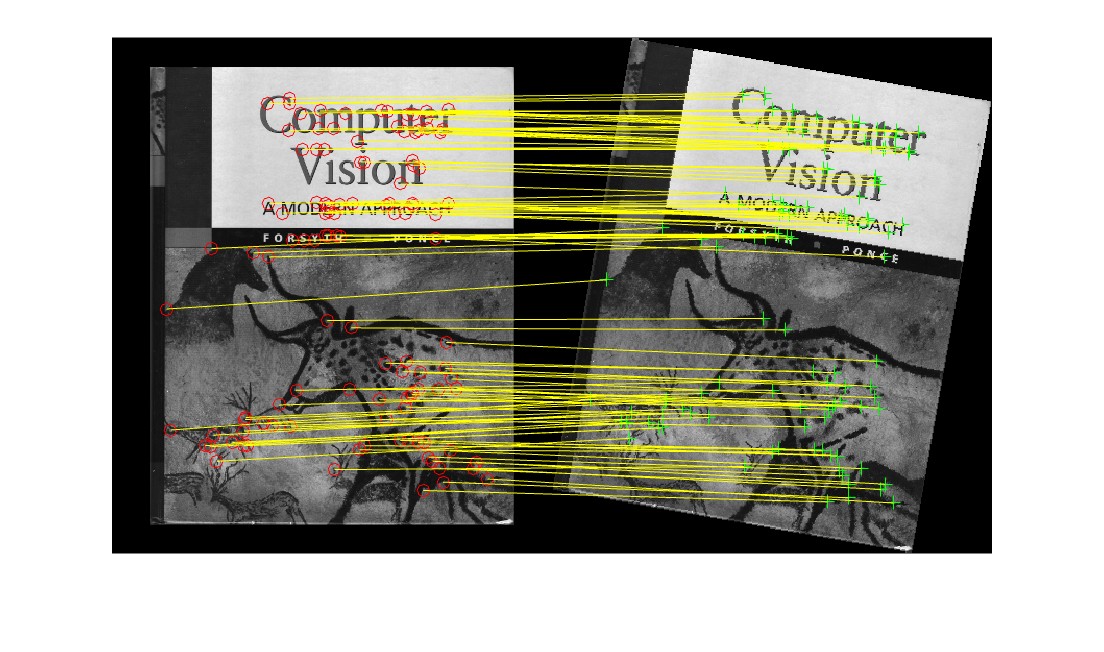 Computer
Vision
A MODERN APPROACH
FORSYTH PONCE
Computer
Vision
A MODERN APPROACH
FORSYTH PONCE